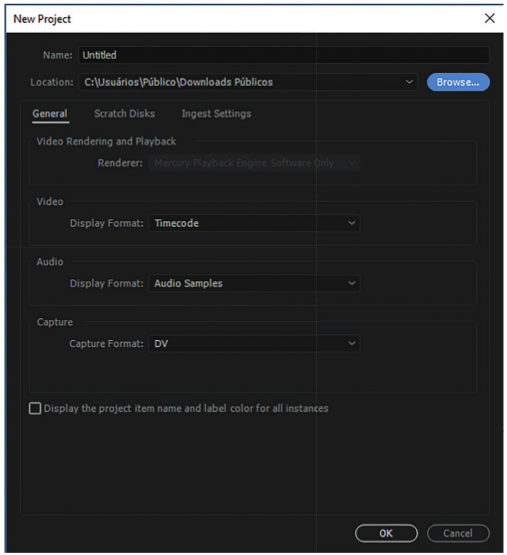 New Project
Name: Untitled
Location: C:\Usuários\Público\Downloads Públicos Browse...
General Scratch Disks Ingest Settings
Video Rendering and Playback
Renderer: Mercury Playback Engine Software Only
Video
Display Format: Timecode
Audio
Display Format: Audio Samples
Capture
Capture Format: DV
Display the project item name and label color for all instances
OK Cancel